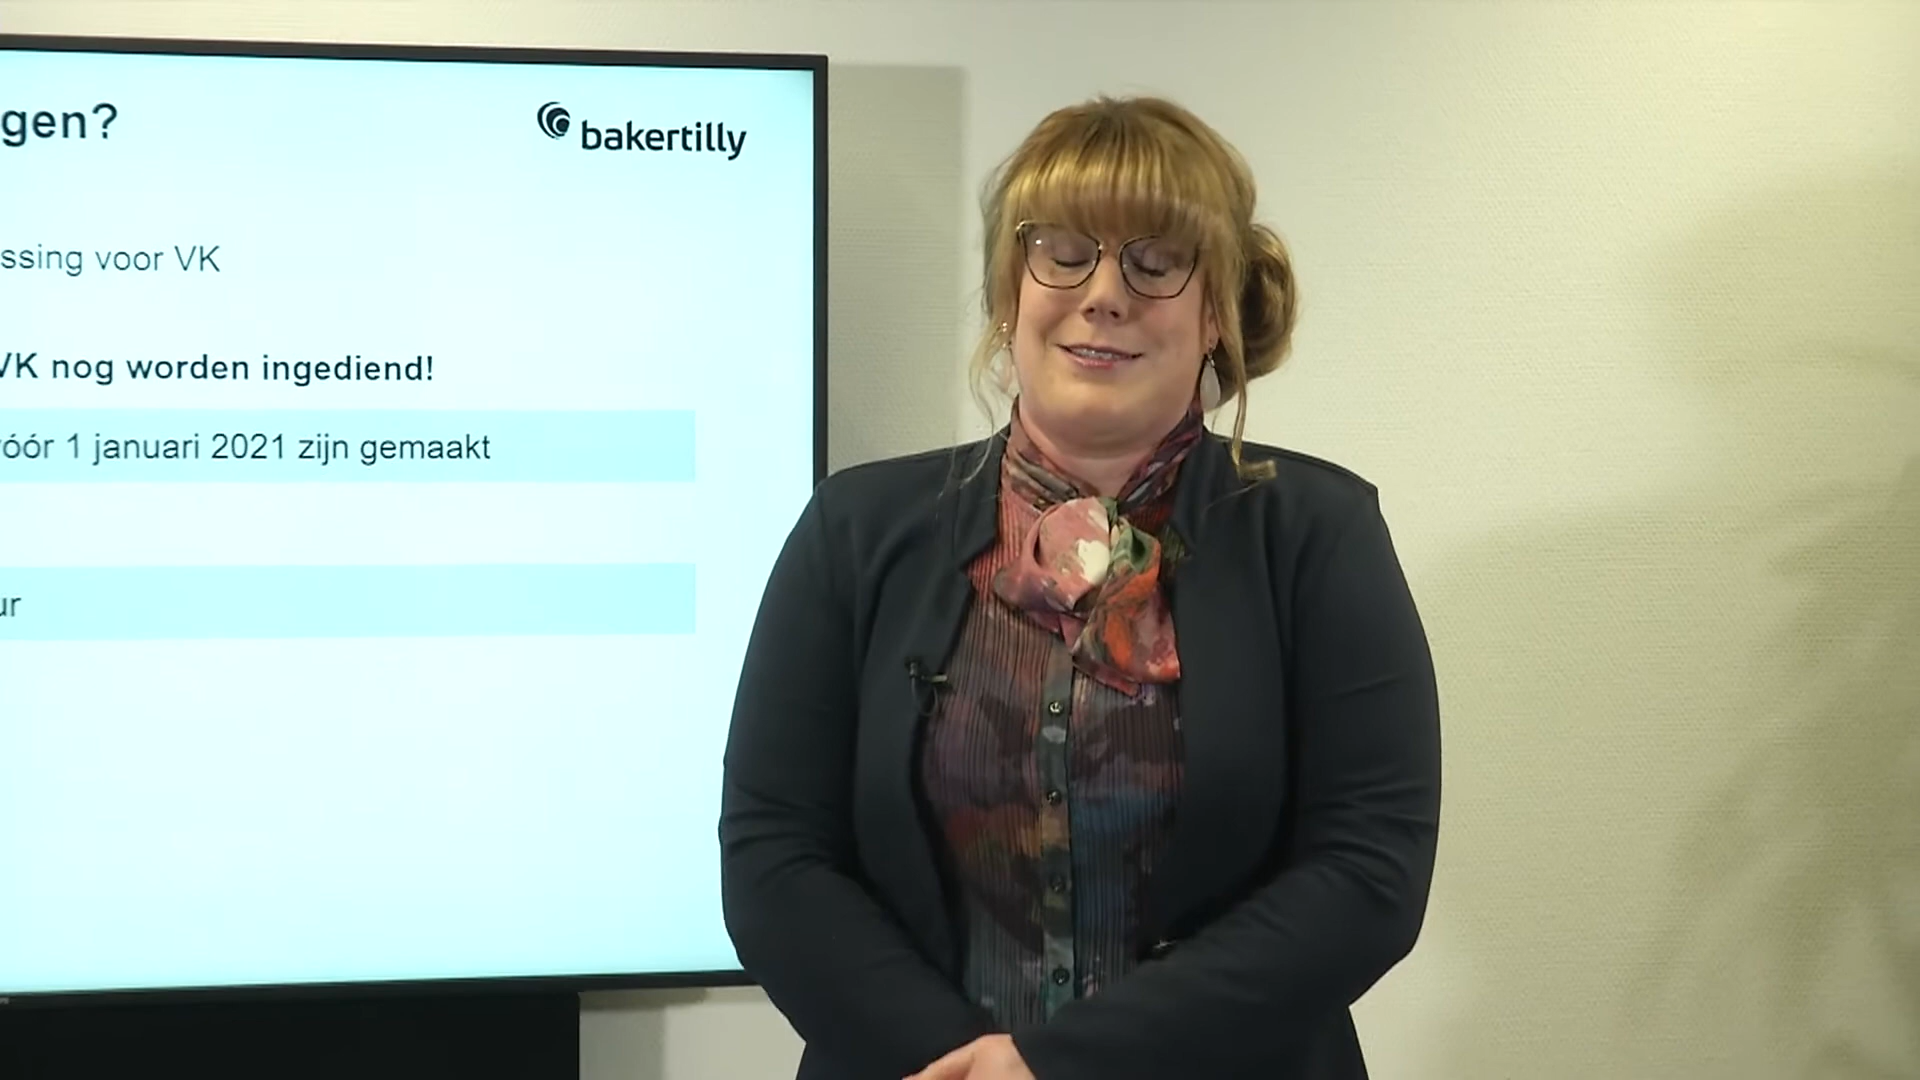 gen?
bakertilly
ssing voor VK
VK nog worden ingediend!
vóór 1 januari 2021 zijn gemaakt
ur